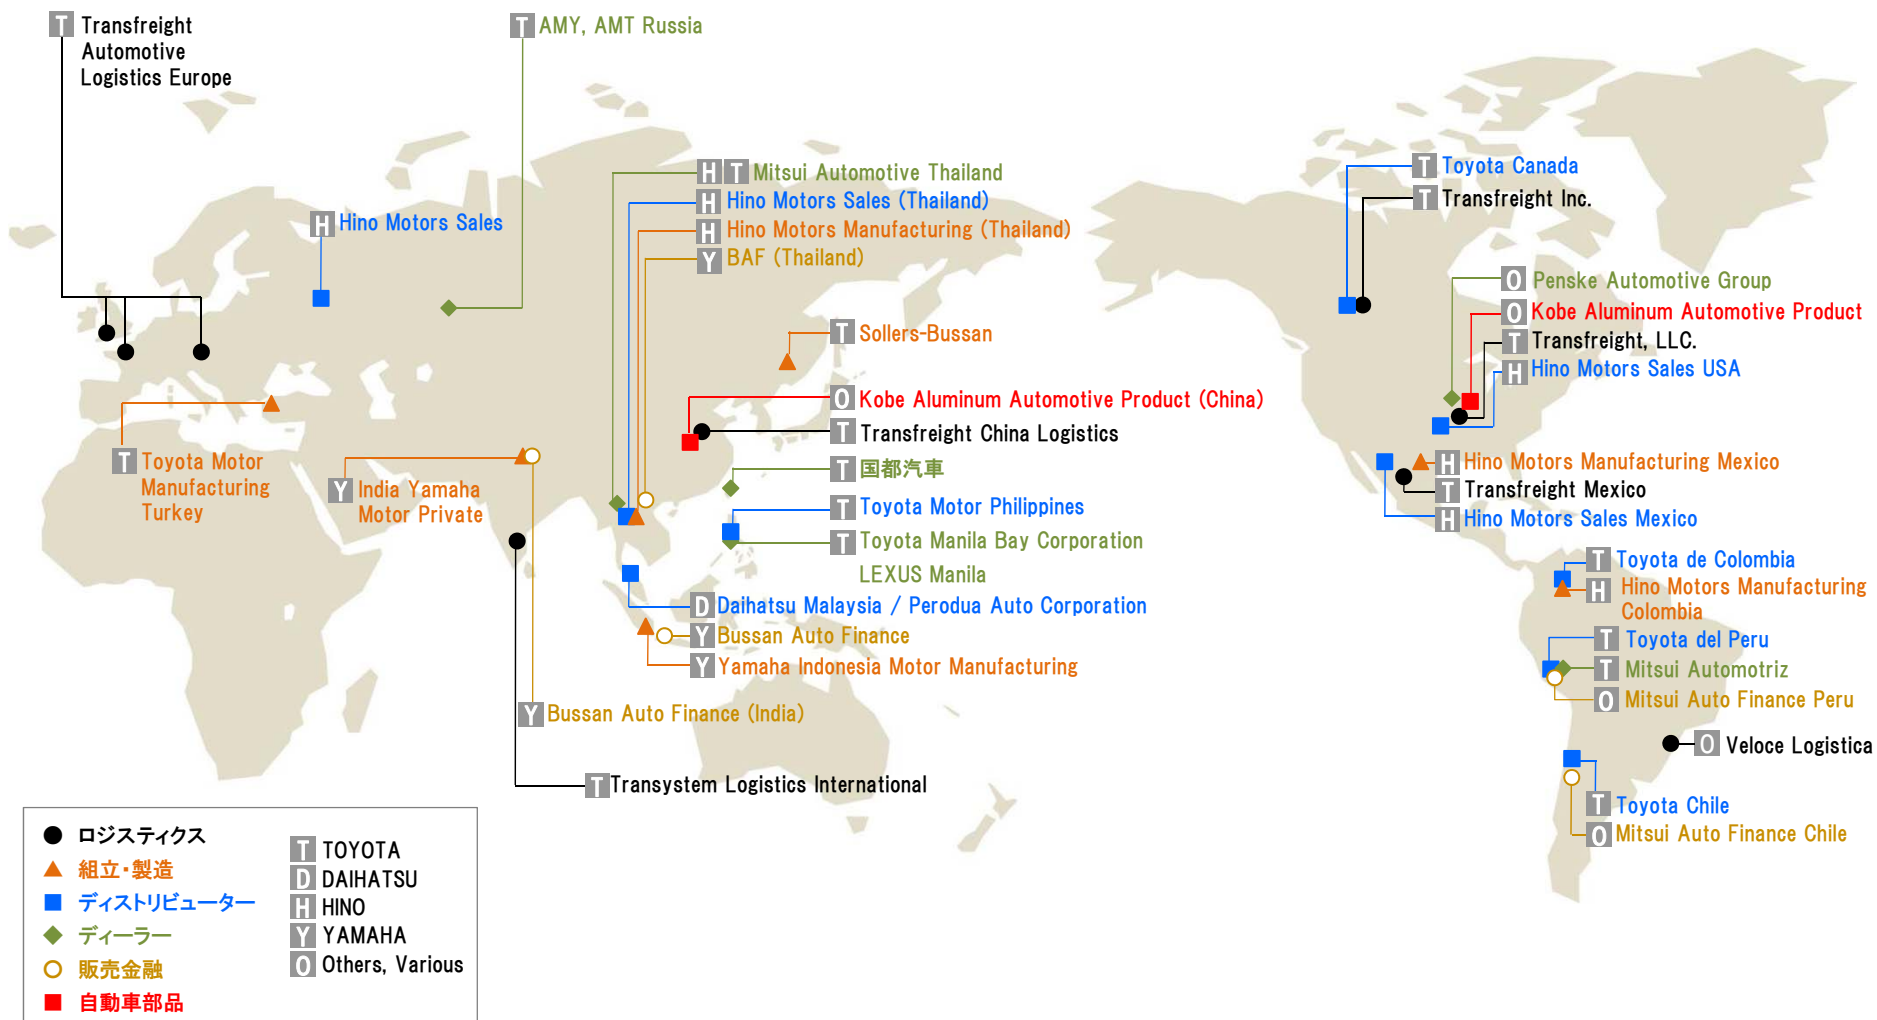 T Transfreight
Automotive
Logistics Europe
T AMY, AMT Russia
H Hino Motors Sales
H T Mitsui Automotive Thailand
H Hino Motors Sales (Thailand)
H Hino Motors Manufacturing (Thailand)
Y BAF (Thailand)
T Sollers-Bussan
O Kobe Aluminum Automotive Product (China)
T Transfreight China Logistics
T 国都汽車
T Toyota Motor Philippines
T Toyota Manila Bay Corporation
LEXUS Manila
D Daihatsu Malaysia / Perodua Auto Corporation
Y Bussan Auto Finance
Y Yamaha Indonesia Motor Manufacturing
T Toyota Motor
Manufacturing
Turkey
Y India Yamaha
Motor Private
Y Bussan Auto Finance (India)
T Transystem Logistics International
T Toyota Canada
T Transfreight Inc.
O Penske Automotive Group
O Kobe Aluminum Automotive Product
T Transfreight, LLC.
H Hino Motors Sales USA
H Hino Motors Manufacturing Mexico
T Transfreight Mexico
H Hino Motors Sales Mexico
T Toyota de Colombia
H Hino Motors Manufacturing
Colombia
T Toyota del Peru
T Mitsui Automotriz
O Mitsui Auto Finance Peru
O Veloce Logistica
T Toyota Chile
O Mitsui Auto Finance Chile
ロジスティクス
組立・製造
ディストリビューター
ディーラー
販売金融
自動車部品
T TOYOTA
D DAIHATSU
H HINO
Y YAMAHA
O Others, Various